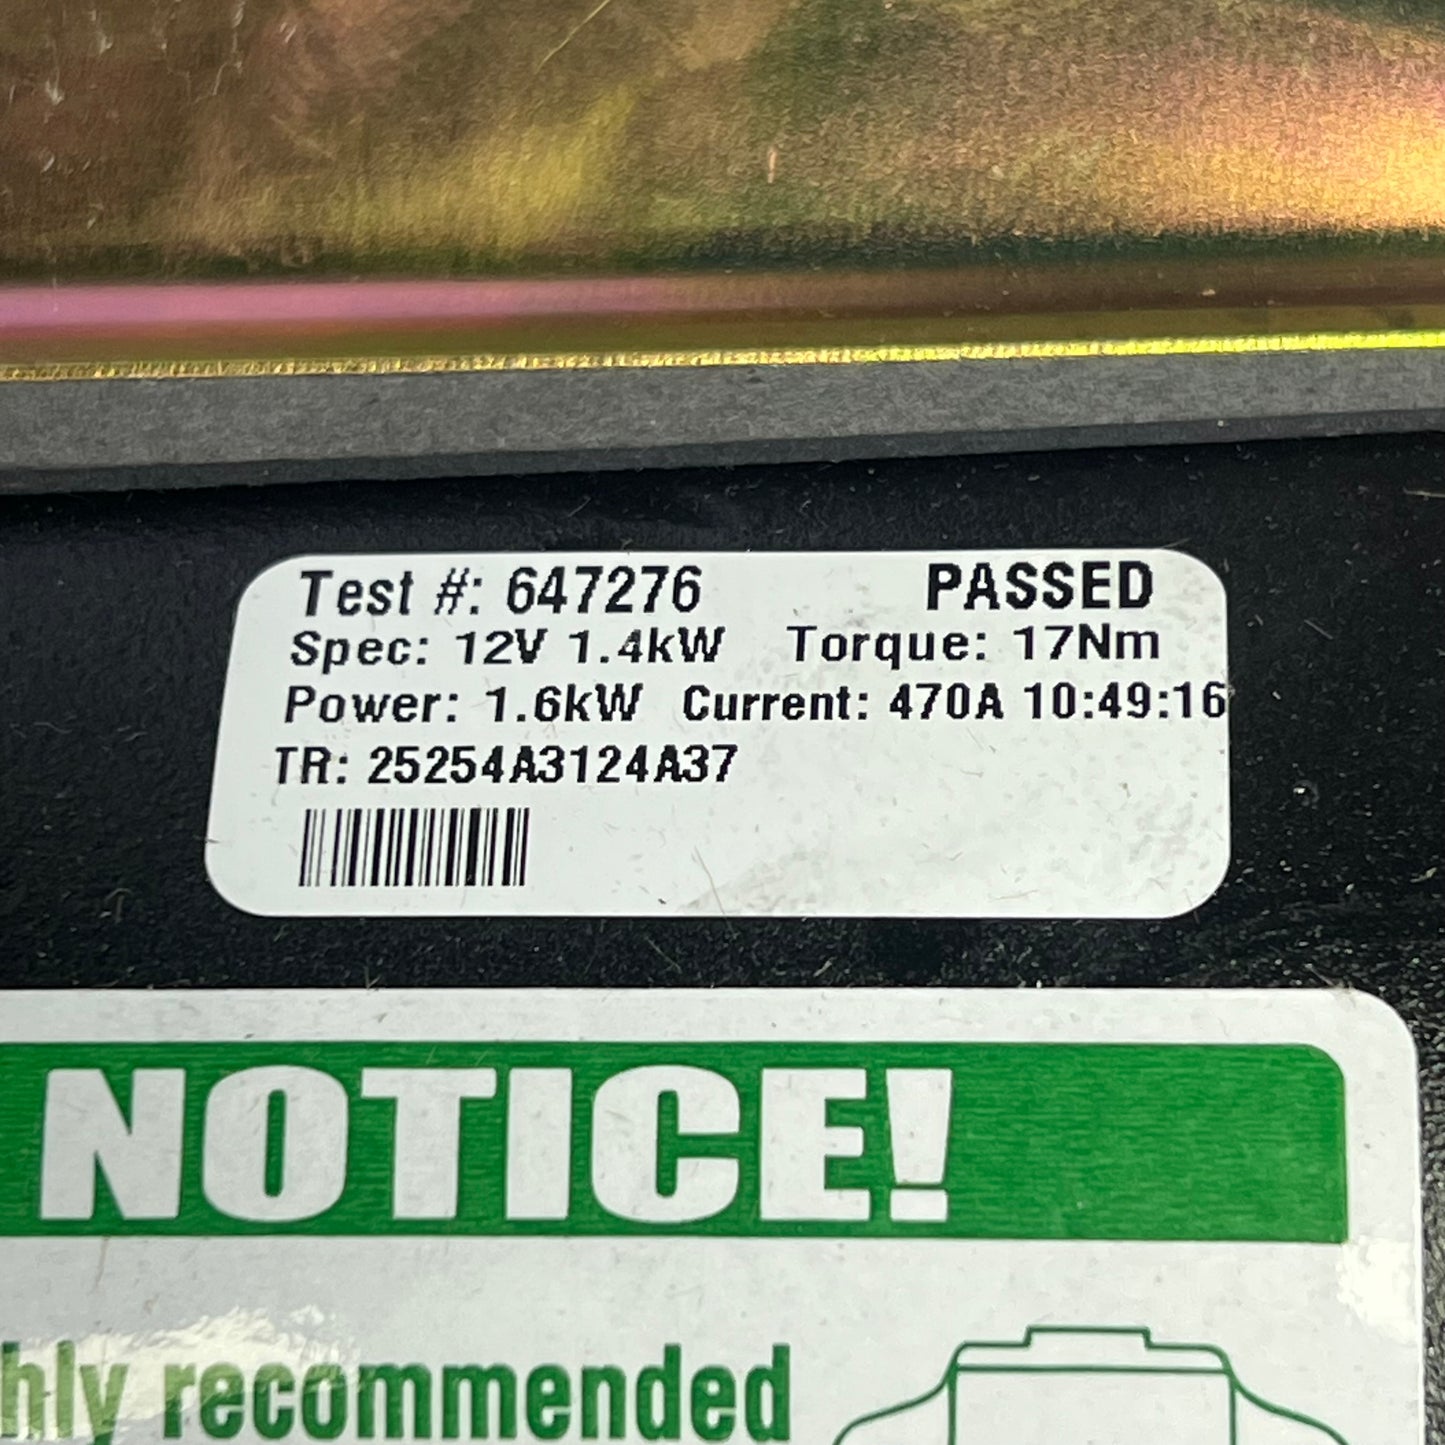 Test #: 647276 PASSED
Spec: 12V 1.4kW Torque: 17Nm
Power: 1.6kW Current: 470A 10:49:16
TR: 25254A3124A37
NOTICE!
hly recommended